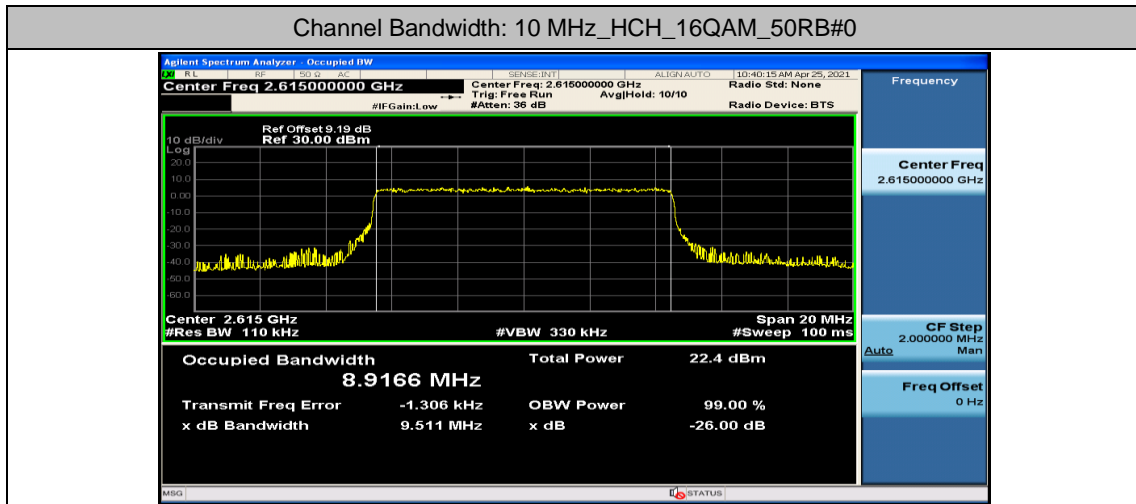 Channel Bandwidth: 10 MHz_HCH_16QAM_50RB#0
Agilent Spectrum Analyzer - Occupied BW
LXI RL RF 50 Ω AC SENSE:INT ALIGN AUTO 10:40:15 AM Apr 25, 2021
Center Freq 2.615000000 GHz Center Freq: 2.615000000 GHz Radio Std: None
Trig: Free Run Avg|Hold: 10/10
#IFGain:Low #Atten: 36 dB Radio Device: BTS
Frequency
Ref Offset 9.19 dB
10 dB/div Ref 30.00 dBm
Log
20.0
10.0
0.00
-10.0
-20.0
-30.0
-40.0
-50.0
-60.0
Center Freq
2.615000000 GHz
Center 2.615 GHz Span 20 MHz
#Res BW 110 kHz #VBW 330 kHz #Sweep 100 ms
CF Step
2.000000 MHz
Auto Man
Occupied Bandwidth Total Power 22.4 dBm
8.9166 MHz
Freq Offset
0 Hz
Transmit Freq Error -1.306 kHz OBW Power 99.00 %
x dB Bandwidth 9.511 MHz x dB -26.00 dB
MSG STATUS